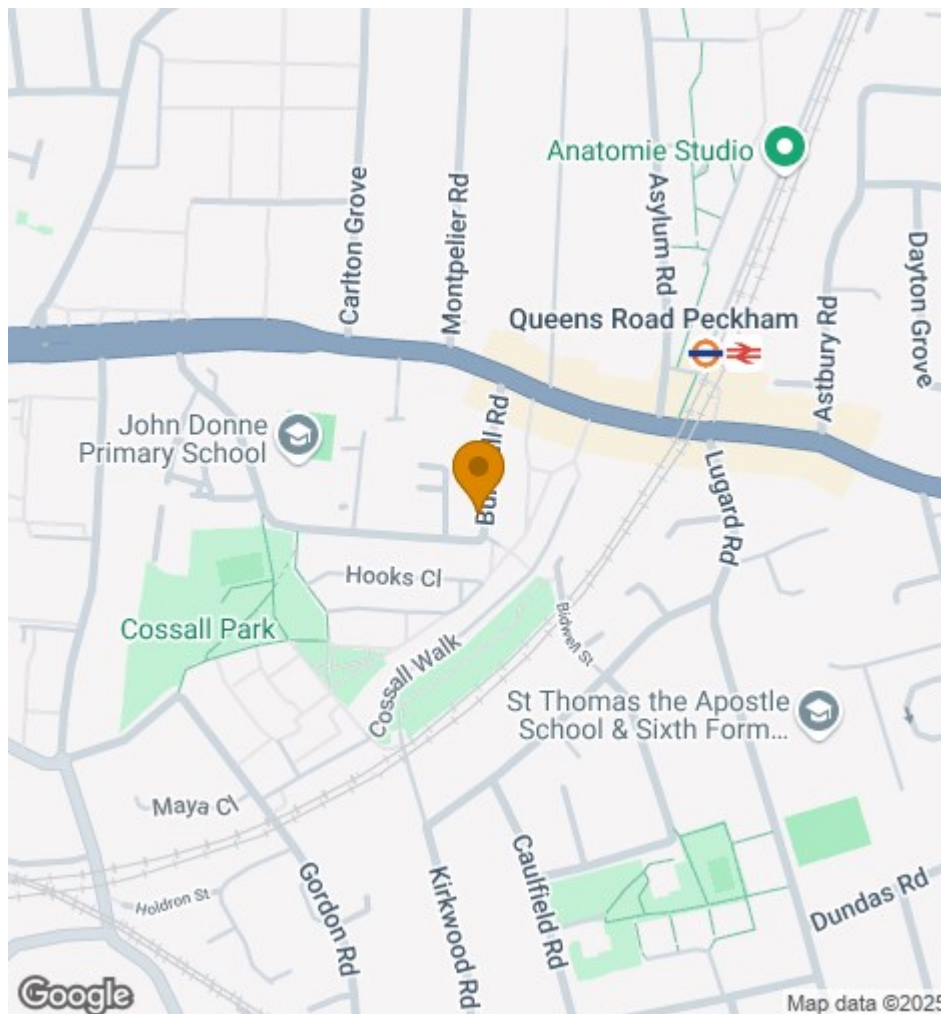 Anatomie Studio
Carlton Grove
Montpelier Rd
Asylum Rd
Dayton Grove
Queens Road Peckham
Astbury Rd
John Donne
Primary School
Lugard Rd
Hooks Cl
Cossall Park
Bidwell St
Cossall Walk
St Thomas the Apostle
School & Sixth Form...
Maya Cl
Holdron St
Gordon Rd
Kirkwood Rd
Caulfield Rd
Dundas Rd
Google
Map data ©2025